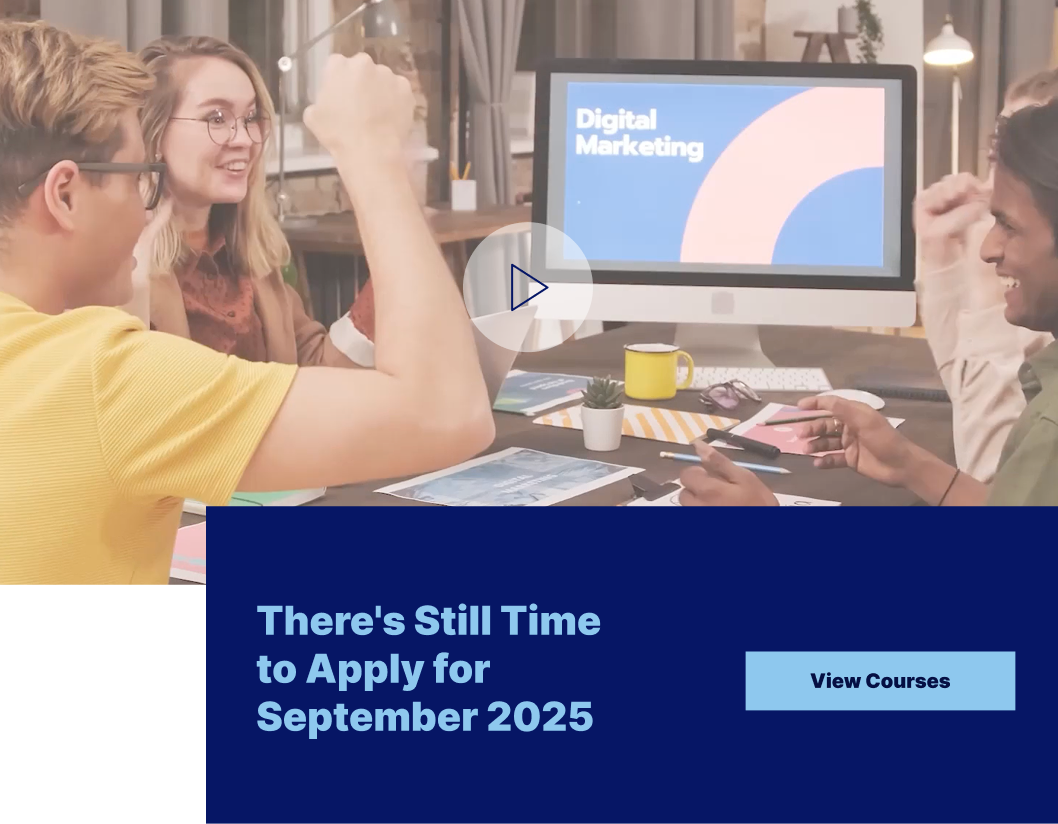 Digital
Marketing
There's Still Time
to Apply for
September 2025
View Courses